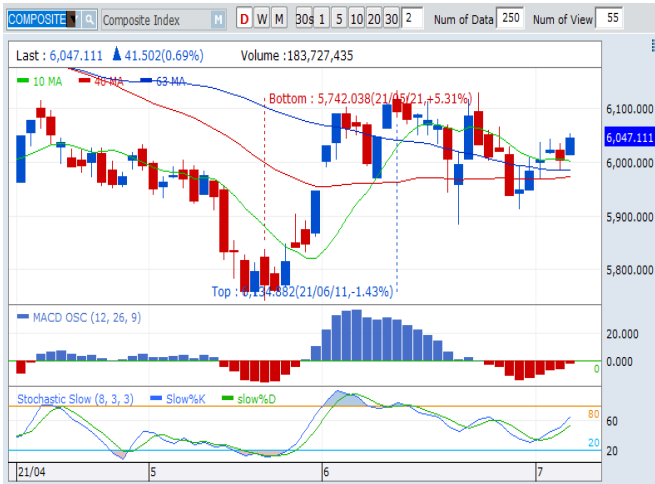 COMPOSITE Composite Index M D W M 30s 1 5 10 20 30 2 Num of Data 250 Num of View 55
Last : 6,047.111 ▲ 41.502(0.69%) Volume :183,727,435
10 MA 46 MA 63 MA
Bottom : 5,742.038(21/05/21,+5.31%)
6,100.000
6,047.111
6,000.000
5,900.000
5,800.000
Top : 6,134.882(21/06/11,-1.43%)
MACD OSC (12, 26, 9)
20.000
0.000
0
Stochastic Slow (8, 3, 3) Slow%K slow%D
80
60
20
20
21/04 5 6 7